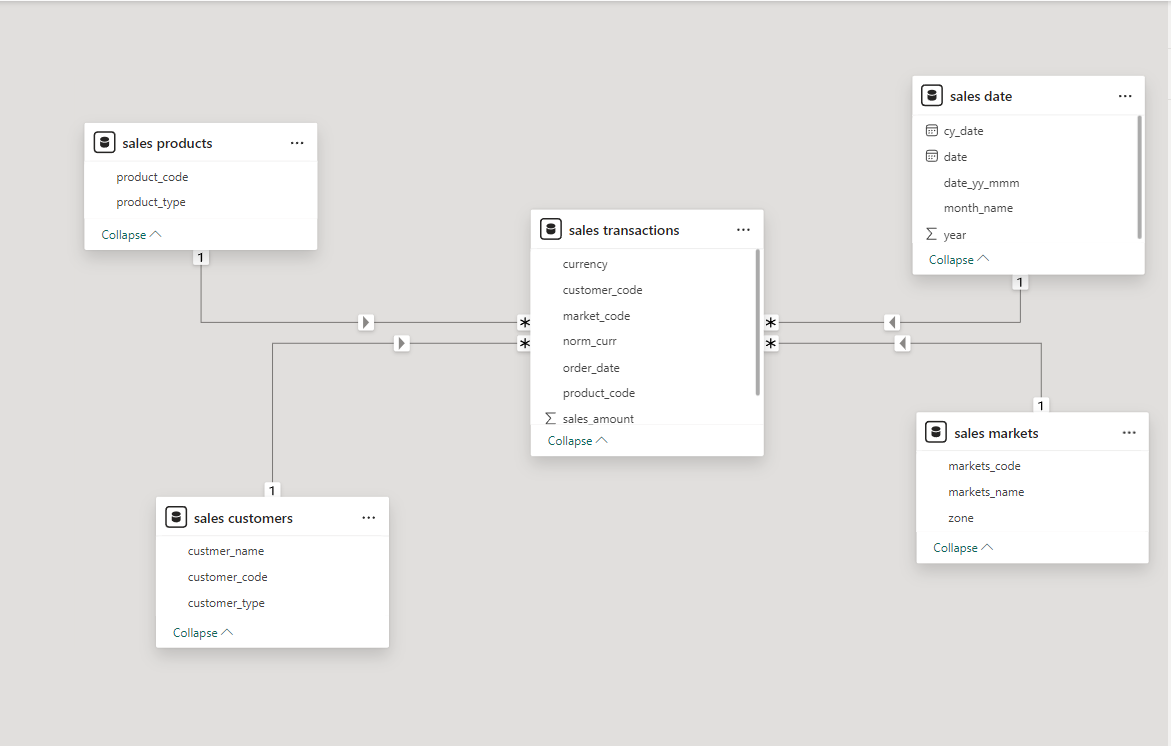 sales products
product_code
product_type
Collapse
1
sales customers
custmer_name
customer_code
customer_type
Collapse
1
sales transactions
currency
customer_code
market_code
norm_curr
order_date
product_code
sales_amount
Collapse
*
*
*
*
sales date
cy_date
date
date_yy_mmm
month_name
year
Collapse
1
1
sales markets
markets_code
markets_name
zone
Collapse